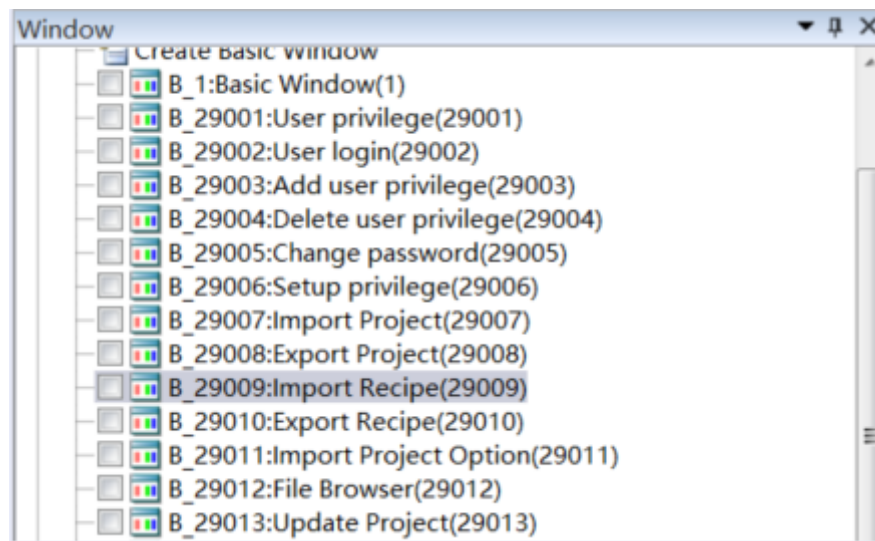 Window
Create Basic Window
B_1:Basic Window(1)
B_29001:User privilege(29001)
B_29002:User login(29002)
B_29003:Add user privilege(29003)
B_29004:Delete user privilege(29004)
B_29005:Change password(29005)
B_29006:Setup privilege(29006)
B_29007:Import Project(29007)
B_29008:Export Project(29008)
B_29009:Import Recipe(29009)
B_29010:Export Recipe(29010)
B_29011:Import Project Option(29011)
B_29012:File Browser(29012)
B_29013:Update Project(29013)